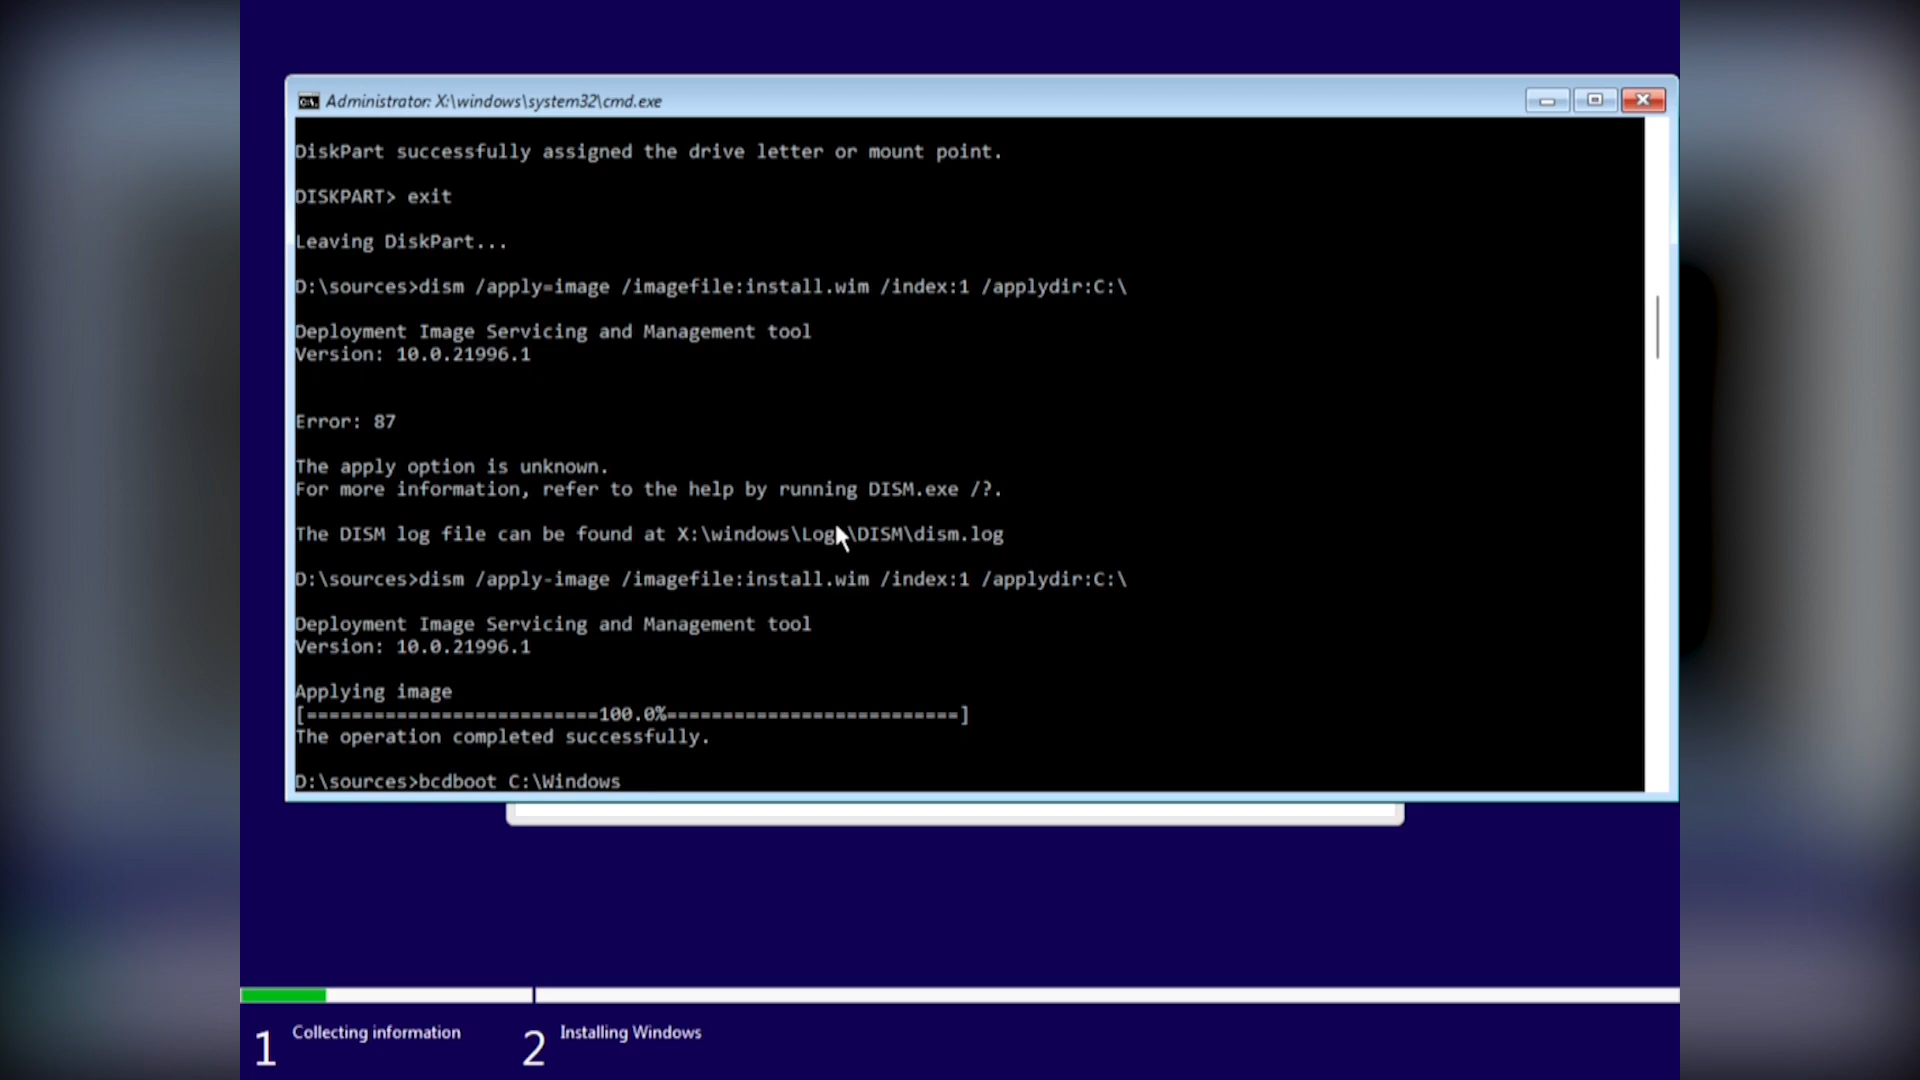 Administrator: X:\windows\system32\cmd.exe
DiskPart successfully assigned the drive letter or mount point.
DISKPART> exit
Leaving DiskPart...
D:\sources>dism /apply=image /imagefile:install.wim /index:1 /applydir:C:\
Deployment Image Servicing and Management tool
Version: 10.0.21996.1
Error: 87
The apply option is unknown.
For more information, refer to the help by running DISM.exe /?.
The DISM log file can be found at X:\windows\Logs\DISM\dism.log
D:\sources>dism /apply-image /imagefile:install.wim /index:1 /applydir:C:\
Deployment Image Servicing and Management tool
Version: 10.0.21996.1
Applying image
[==========================100.0%==========================]
The operation completed successfully.
D:\sources>bcdboot C:\Windows
1 Collecting information 2 Installing Windows